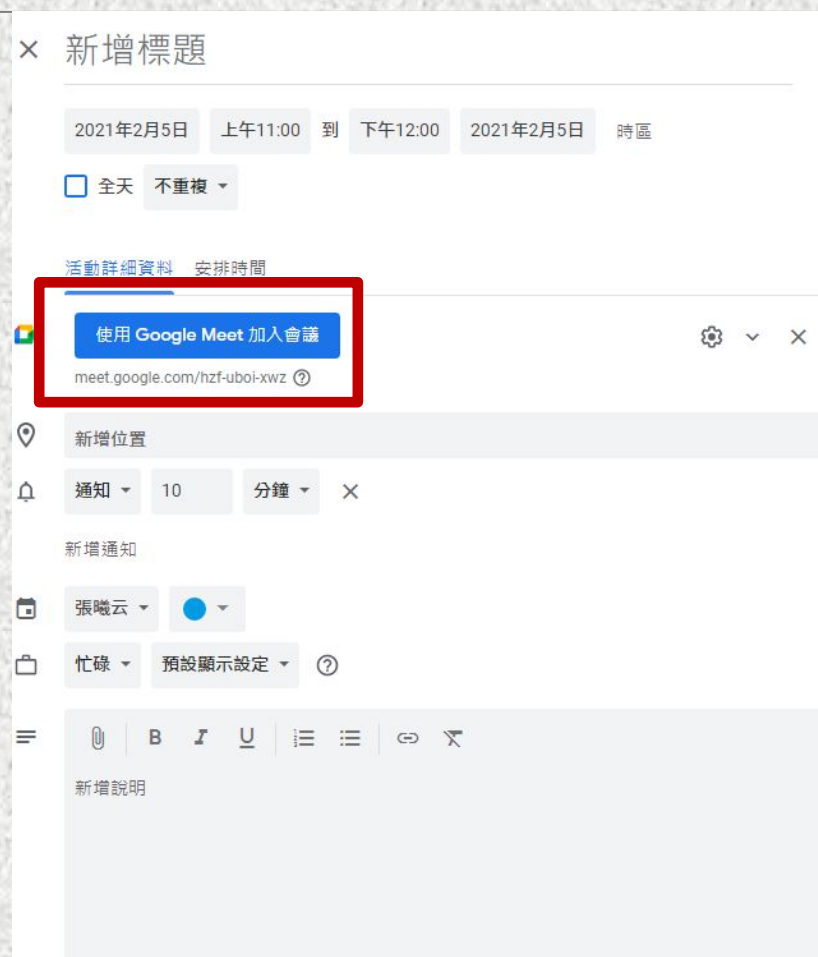 新增標題
2021年2月5日 上午11:00 到 下午12:00 2021年2月5日 時區
全天 不重複
活動詳細資料 安排時間
使用 Google Meet 加入會議
meet.google.com/hzf-uboi-xwz
新增位置
通知 10 分鐘
新增通知
張曦云
忙碌 預設顯示設定
B I U
新增說明